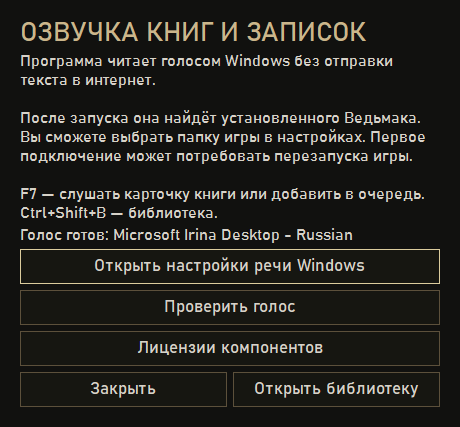 ОЗВУЧКА КНИГ И ЗАПИСОК
Программа читает голосом Windows без отправки
текста в интернет.
После запуска она найдёт установленного Ведьмака.
Вы сможете выбрать папку игры в настройках. Первое
подключение может потребовать перезапуска игры.
F7 — слушать карточку книги или добавить в очередь.
Ctrl+Shift+B — библиотека.
Голос готов: Microsoft Irina Desktop - Russian
Открыть настройки речи Windows
Проверить голос
Лицензии компонентов
Закрыть
Открыть библиотеку